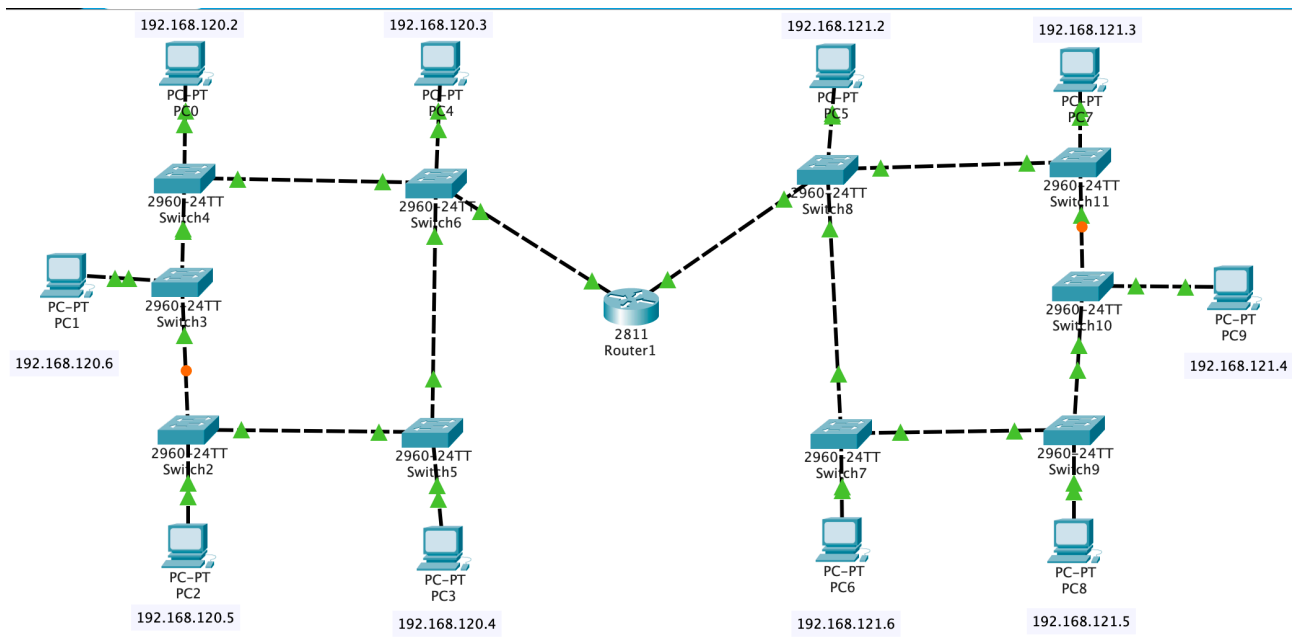 192.168.120.2
192.168.120.3
192.168.121.2
192.168.121.3
PC-PT
PC0
PC-PT
PC4
PC-PT
PC5
PC-PT
PC7
2960-24TT
Switch4
2960-24TT
Switch6
2960-24TT
Switch8
2960-24TT
Switch11
PC-PT
PC1
2960-24TT
Switch3
2811
Router1
2960-24TT
Switch10
PC-PT
PC9
192.168.120.6
192.168.121.4
2960-24TT
Switch2
2960-24TT
Switch5
2960-24TT
Switch7
2960-24TT
Switch9
PC-PT
PC2
PC-PT
PC3
PC-PT
PC6
PC-PT
PC8
192.168.120.5
192.168.120.4
192.168.121.6
192.168.121.5